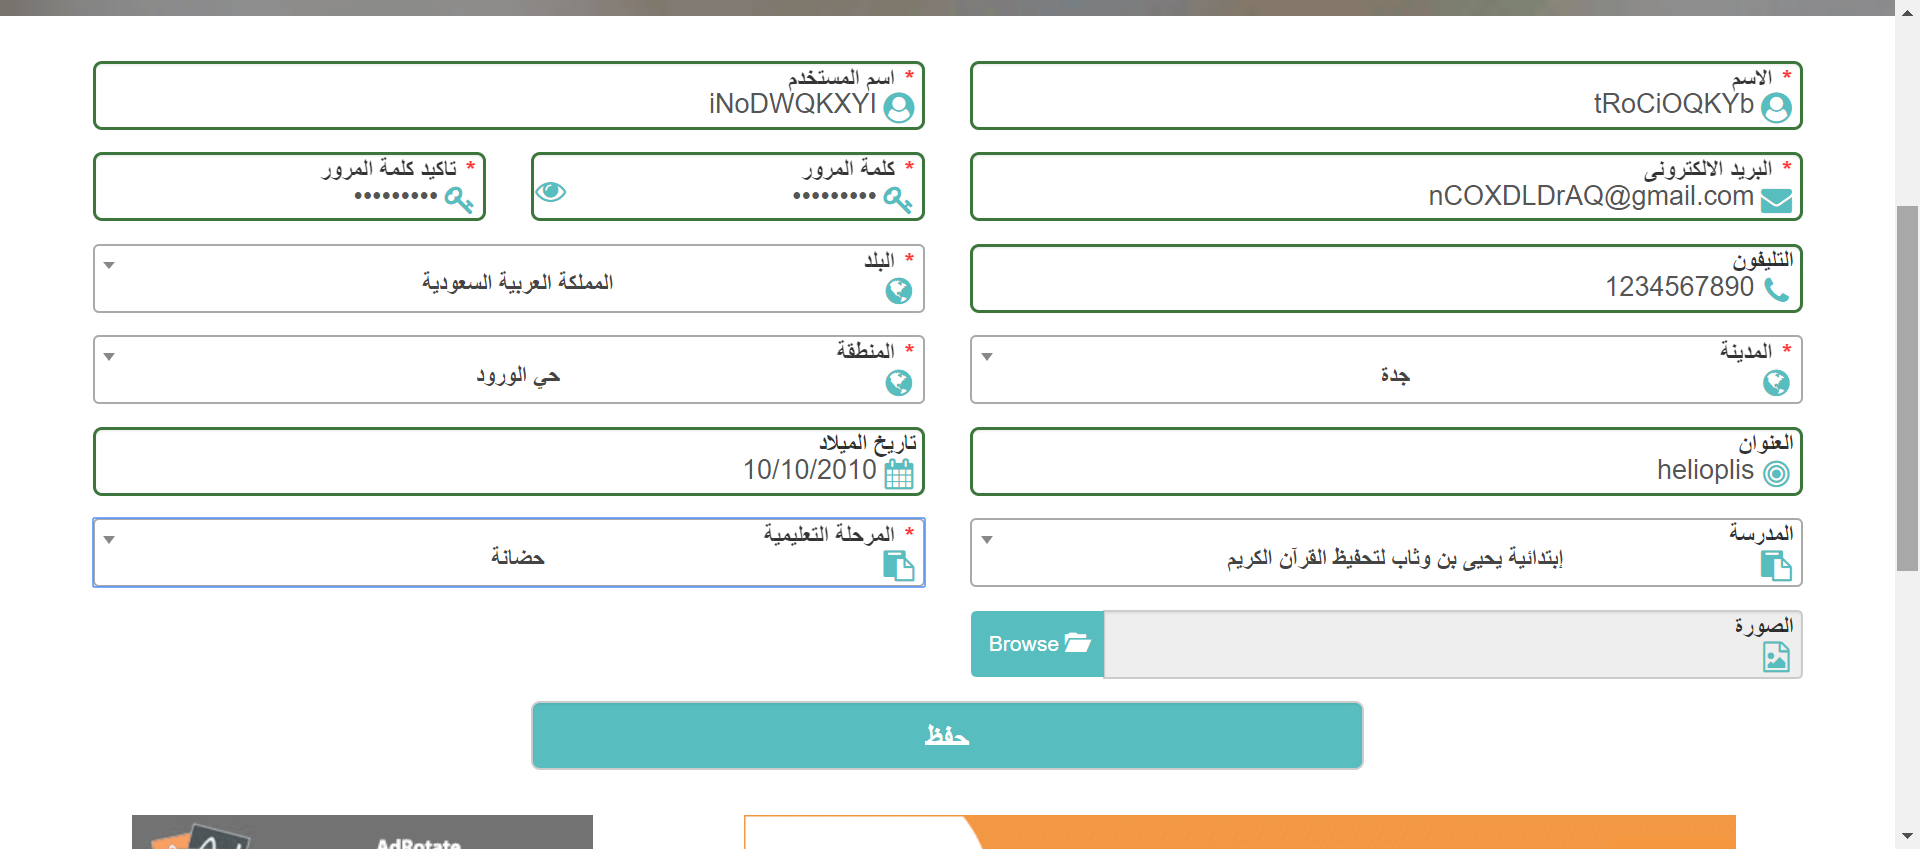 * الاسم
tRoCiOQKYb
* اسم المستخدم
iNoDWQKXYI
* البريد الالكترونى
nCOXDLDrAQ@gmail.com
* كلمة المرور
•••••••••
* تاكيد كلمة المرور
•••••••••
التليفون
1234567890
* البلد
المملكة العربية السعودية
* المدينة
جدة
* المنطقة
حي الورود
العنوان
helioplis
تاريخ الميلاد
10/10/2010
المدرسة
إبتدائية يحيى بن وثاب لتحفيظ القرآن الكريم
* المرحلة التعليمية
حضانة
الصورة
Browse
حفظ
AdRotate